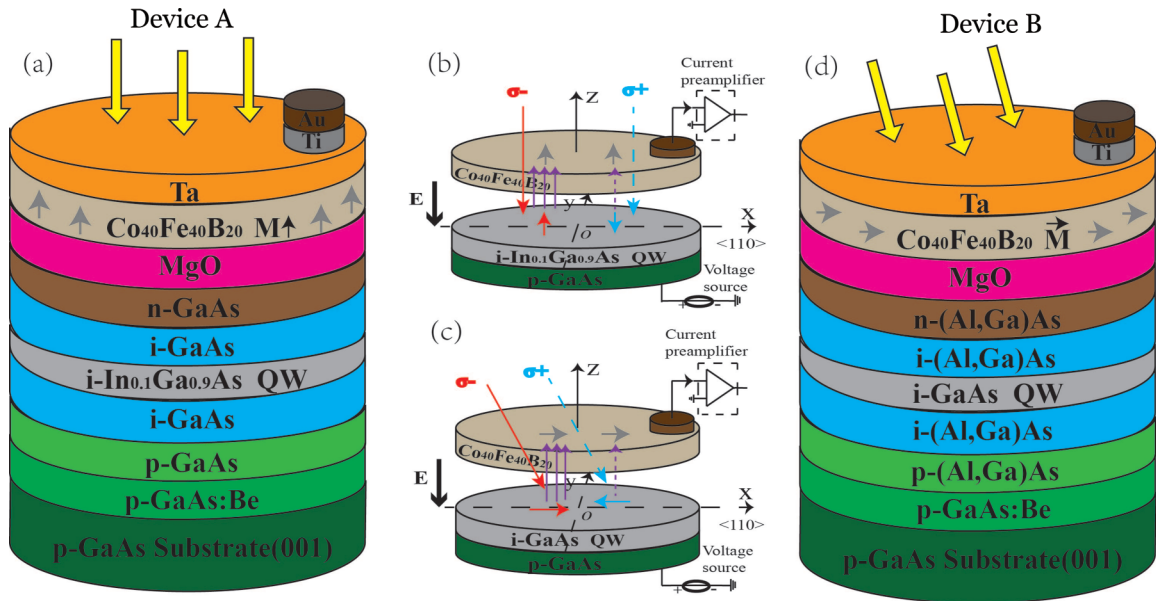 Device A
(a)
Au
Ti
Ta
Co₄₀Fe₄₀B₂₀ M↑
MgO
n-GaAs
i-GaAs
i-In₀.₁Ga₀.₉As QW
i-GaAs
p-GaAs
p-GaAs:Be
p-GaAs Substrate(001)
(b)
σ-
σ+
Z
Current
preamplifier
Co₄₀Fe₄₀B₂₀
E
y
X
o
<110>
i-In₀.₁Ga₀.₉As QW
p-GaAs
Voltage
source
+ -
(c)
σ-
σ+
Z
Current
preamplifier
Co₄₀Fe₄₀B₂₀
E
y
X
o
<110>
i-GaAs QW
p-GaAs
Voltage
source
+ -
Device B
(d)
Au
Ti
Ta
Co₄₀Fe₄₀B₂₀ M⃗
MgO
n-(Al,Ga)As
i-(Al,Ga)As
i-GaAs QW
i-(Al,Ga)As
p-(Al,Ga)As
p-GaAs:Be
p-GaAs Substrate(001)